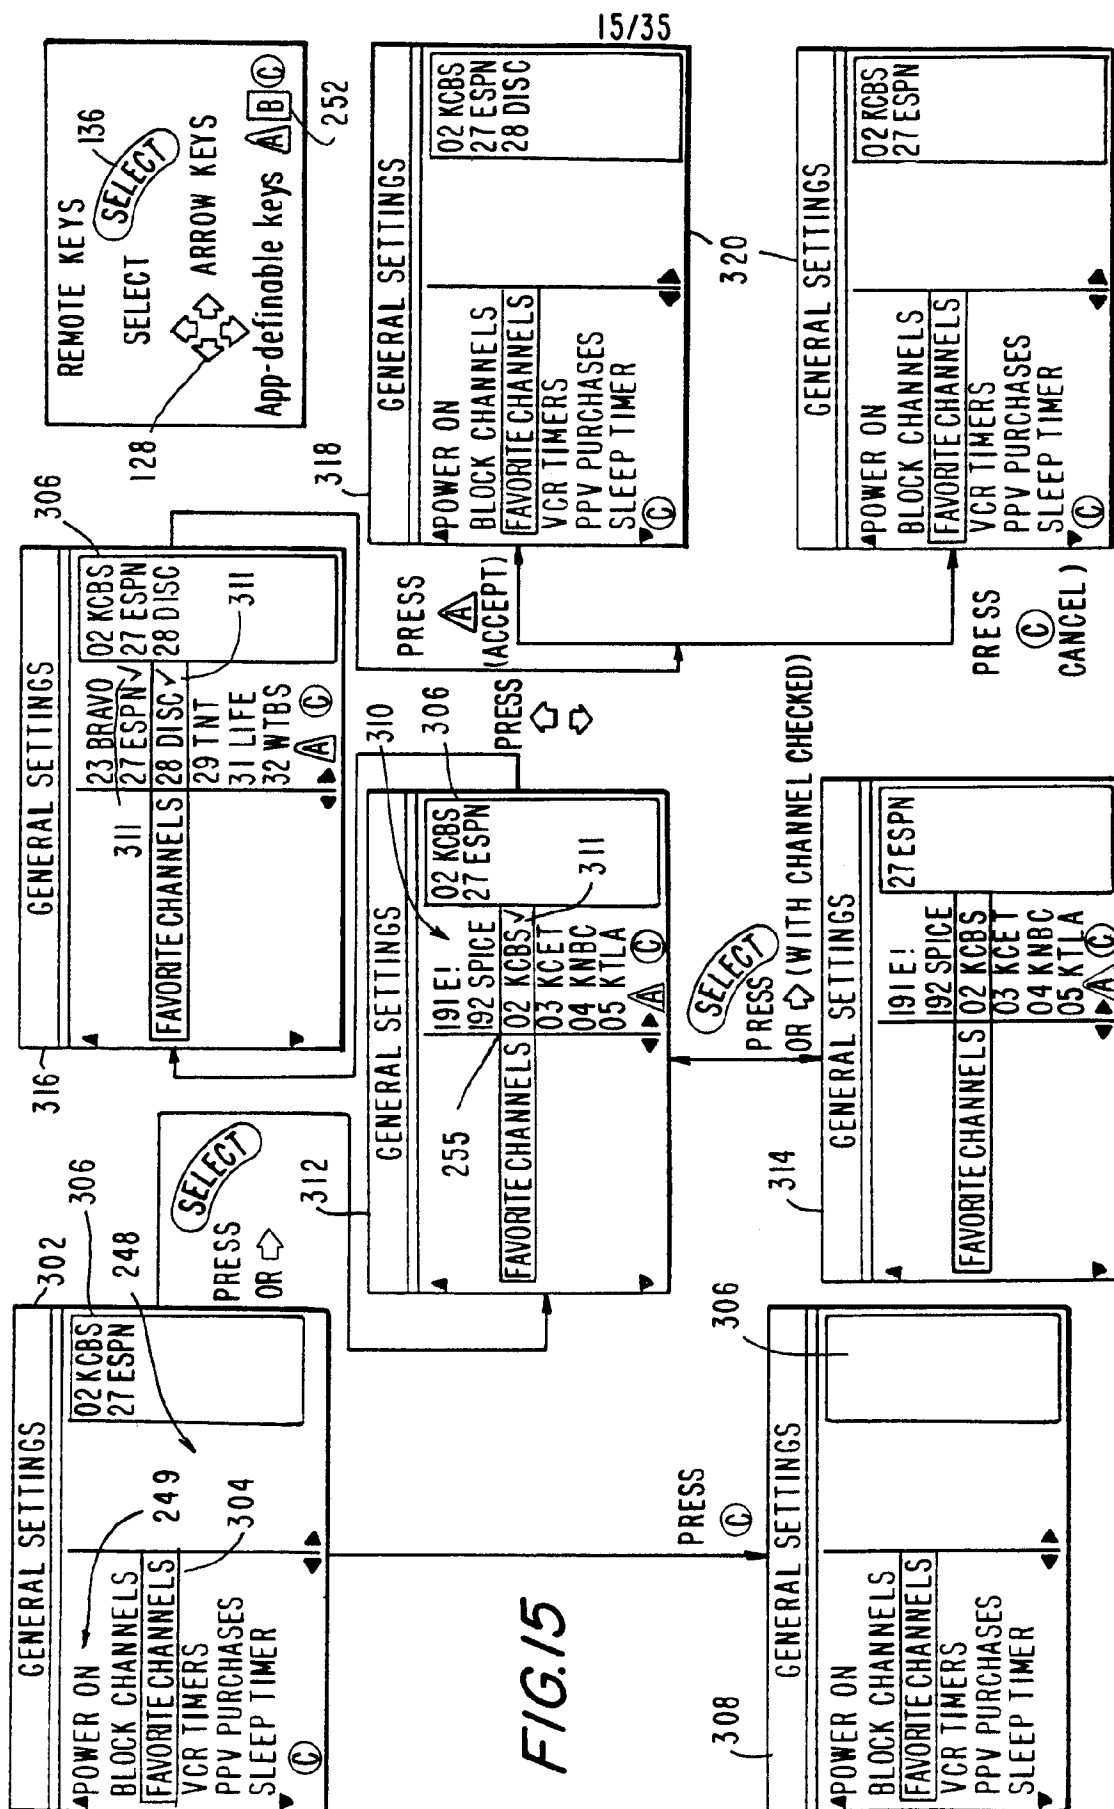 15/35
GENERAL SETTINGS
302
POWER ON
BLOCK CHANNELS
FAVORITE CHANNELS
VCR TIMERS
PPV PURCHASES
SLEEP TIMER
C
249
304
248
306
02 KCBS
27 ESPN
PRESS
SELECT
OR
316
GENERAL SETTINGS
FAVORITE CHANNELS
311
23 BRAVO
27 ESPN ✓
28 DISC ✓
29 TNT
31 LIFE
32 WTBS
A C
02 KCBS
27 ESPN
28 DISC
306
311
REMOTE KEYS
SELECT
SELECT
136
ARROW KEYS
128
App-definable keys A B C
252
312
GENERAL SETTINGS
255
FAVORITE CHANNELS
191 E!
192 SPICE
02 KCBS ✓
03 KCET
04 KNBC
05 KTLA
A C
310
306
02 KCBS
27 ESPN
311
PRESS
PRESS
A
(ACCEPT)
318
GENERAL SETTINGS
POWER ON
BLOCK CHANNELS
FAVORITE CHANNELS
VCR TIMERS
PPV PURCHASES
SLEEP TIMER
C
02 KCBS
27 ESPN
28 DISC
320
FIG.15
PRESS
C
308
GENERAL SETTINGS
POWER ON
BLOCK CHANNELS
FAVORITE CHANNELS
VCR TIMERS
PPV PURCHASES
SLEEP TIMER
306
SELECT
PRESS
OR (WITH CHANNEL CHECKED)
314
GENERAL SETTINGS
FAVORITE CHANNELS
191 E!
192 SPICE
02 KCBS
03 KCET
04 KNBC
05 KTLA
A C
27 ESPN
PRESS
C
CANCEL)
GENERAL SETTINGS
POWER ON
BLOCK CHANNELS
FAVORITE CHANNELS
VCR TIMERS
PPV PURCHASES
SLEEP TIMER
C
02 KCBS
27 ESPN